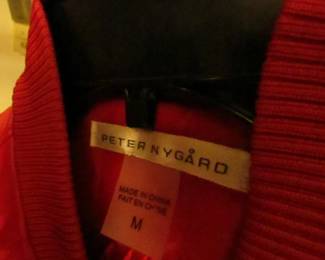 PETER NYGÅRD
MADE IN CHINA
FAIT EN CHINE
M